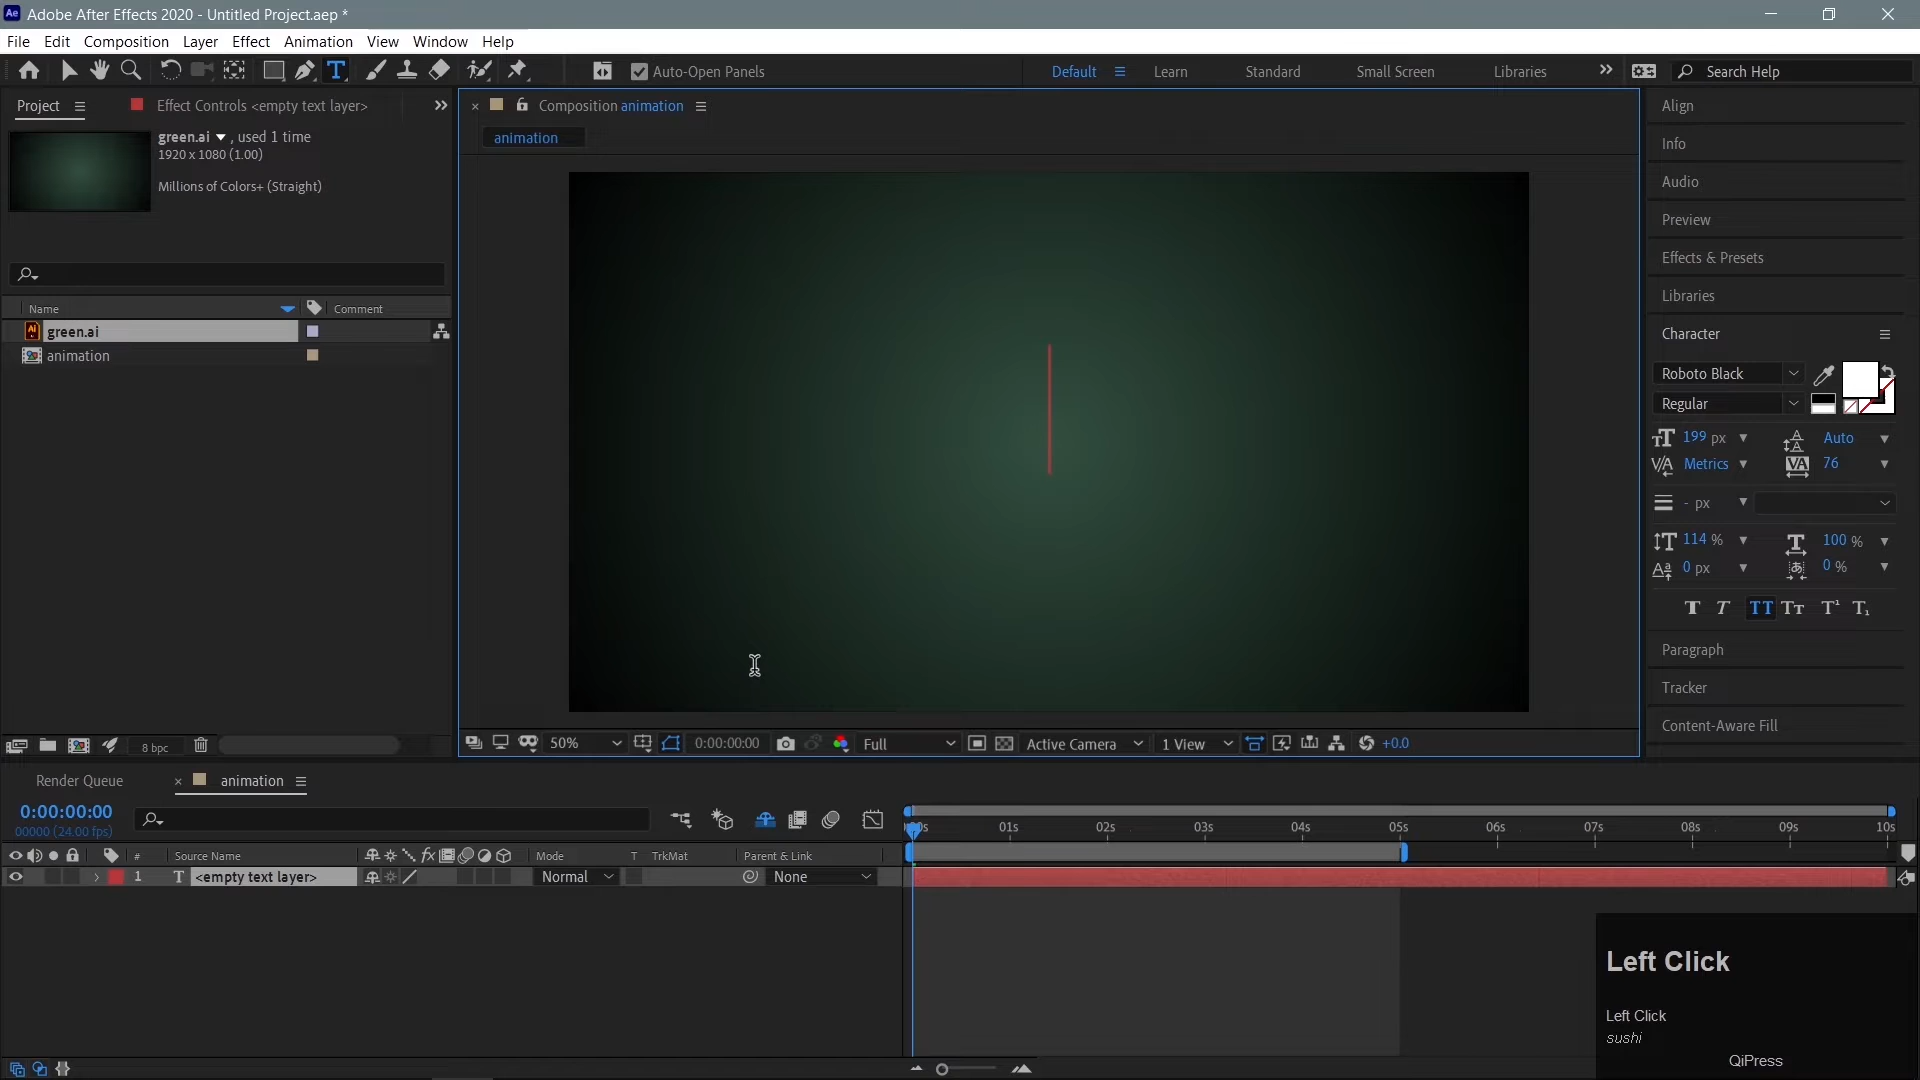 Adobe After Effects 2020 - Untitled Project.aep *
File Edit Composition Layer Effect Animation View Window Help
Auto-Open Panels Default Learn Standard Small Screen Libraries Search Help
Project Effect Controls <empty text layer>
green.ai , used 1 time
1920 x 1080 (1.00)
Millions of Colors+ (Straight)
Name Comment
green.ai
animation
8 bpc
Composition animation
animation
50% 0:00:00:00 Full Active Camera 1 View +0.0
Align
Info
Audio
Preview
Effects & Presets
Libraries
Character
Roboto Black
Regular
199 px Auto
Metrics 76
- px
114 % 100 %
0 px 0 %
Paragraph
Tracker
Content-Aware Fill
Render Queue animation
0:00:00:00
00000 (24.00 fps)
01s 02s 03s 04s 05s 06s 07s 08s 09s 10s
# Source Name Mode T TrkMat Parent & Link
1 T <empty text layer> Normal None
Left Click
Left Click
sushi
QiPress